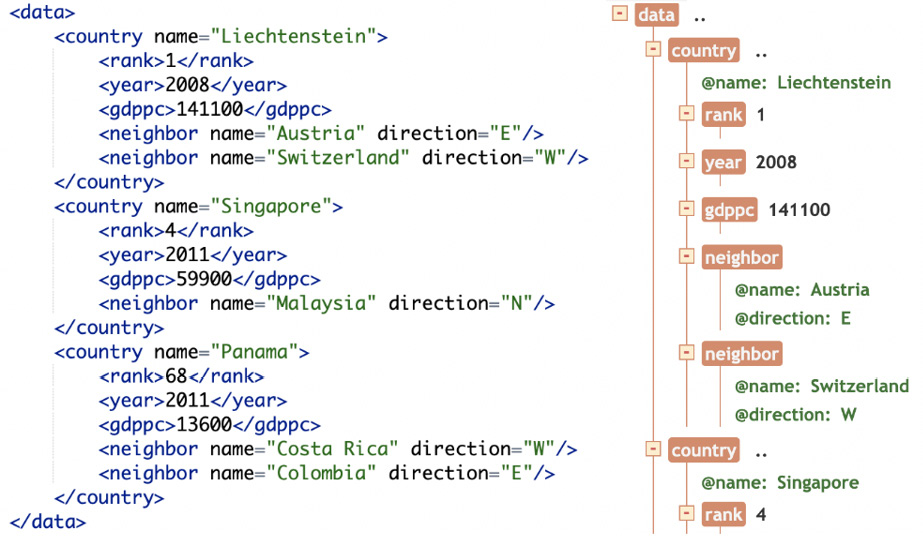 <data>
<country name="Liechtenstein">
<rank>1</rank>
<year>2008</year>
<gdppc>141100</gdppc>
<neighbor name="Austria" direction="E"/>
<neighbor name="Switzerland" direction="W"/>
</country>
<country name="Singapore">
<rank>4</rank>
<year>2011</year>
<gdppc>59900</gdppc>
<neighbor name="Malaysia" direction="N"/>
</country>
<country name="Panama">
<rank>68</rank>
<year>2011</year>
<gdppc>13600</gdppc>
<neighbor name="Costa Rica" direction="W"/>
<neighbor name="Colombia" direction="E"/>
</country>
</data>
data ..
country ..
@name: Liechtenstein
rank 1
year 2008
gdppc 141100
neighbor
@name: Austria
@direction: E
neighbor
@name: Switzerland
@direction: W
country ..
@name: Singapore
rank 4